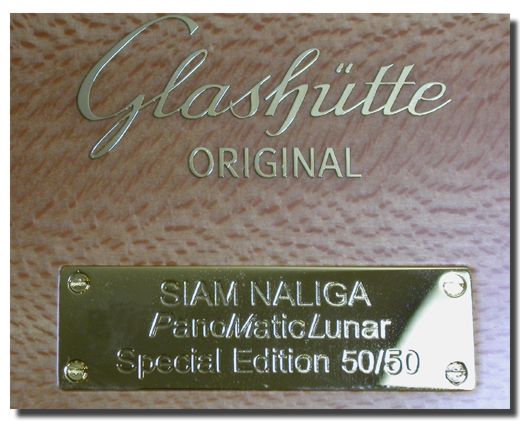 Glashütte
ORIGINAL
SIAM NALIGA
PanoMaticLunar
Special Edition 50/50